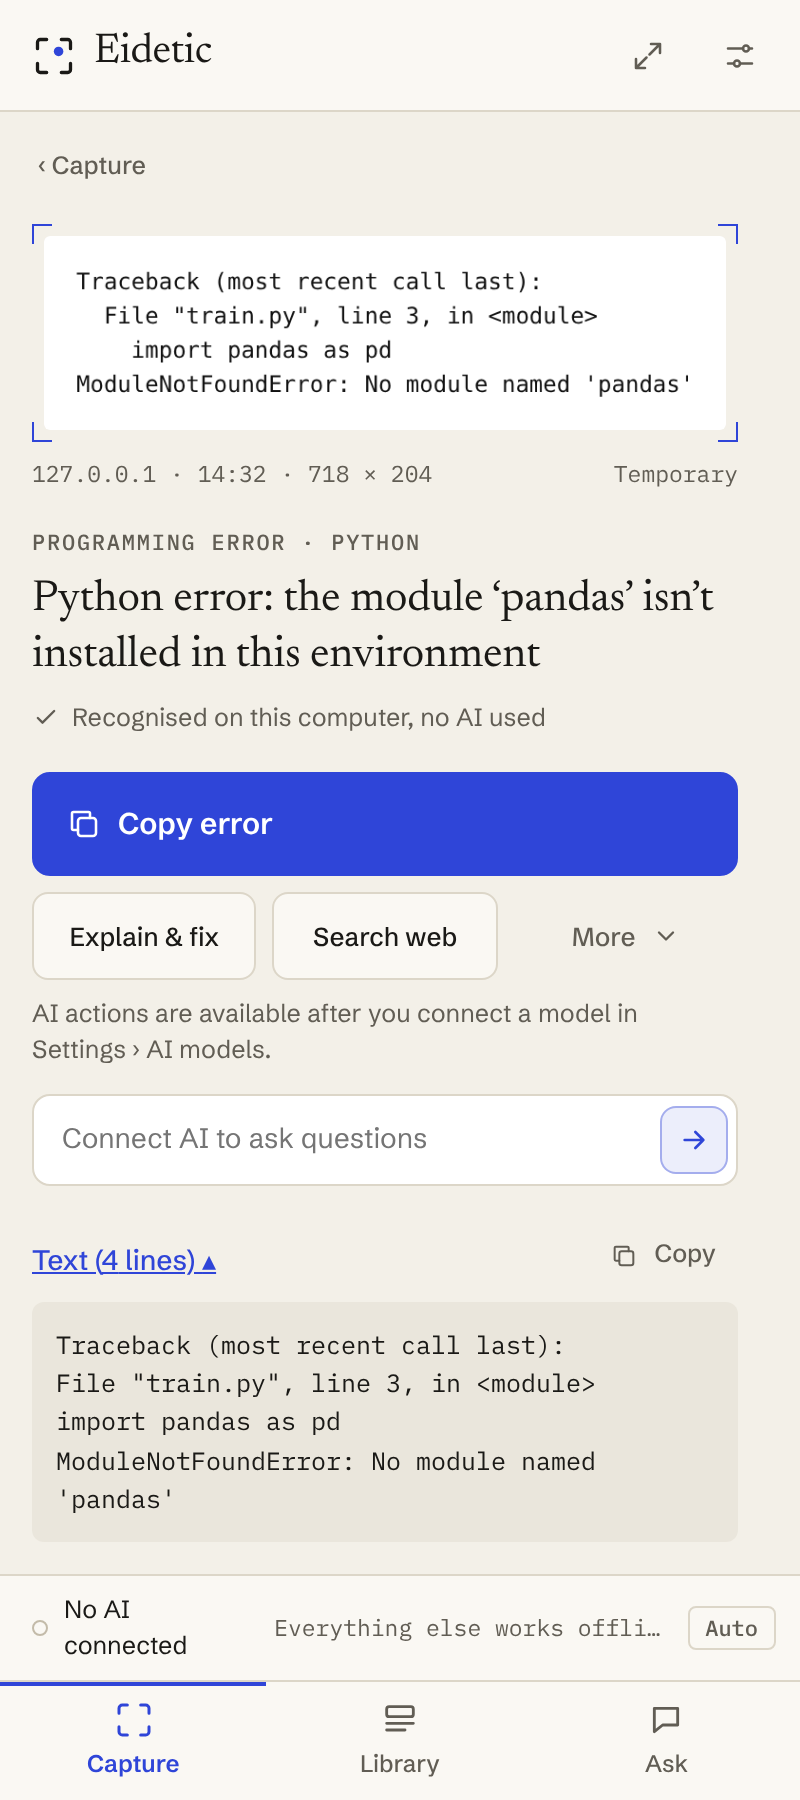 Eidetic
‹ Capture
Traceback (most recent call last):
  File "train.py", line 3, in <module>
    import pandas as pd
ModuleNotFoundError: No module named 'pandas'
127.0.0.1 · 14:32 · 718 × 204 Temporary
PROGRAMMING ERROR · PYTHON
Python error: the module ‘pandas’ isn’t
installed in this environment
Recognised on this computer, no AI used
Copy error
Explain & fix Search web More
AI actions are available after you connect a model in
Settings › AI models.
Connect AI to ask questions
Text (4 lines) ▴ Copy
Traceback (most recent call last):
File "train.py", line 3, in <module>
import pandas as pd
ModuleNotFoundError: No module named
'pandas'
No AI
connected
Everything else works offli… Auto
Capture Library Ask